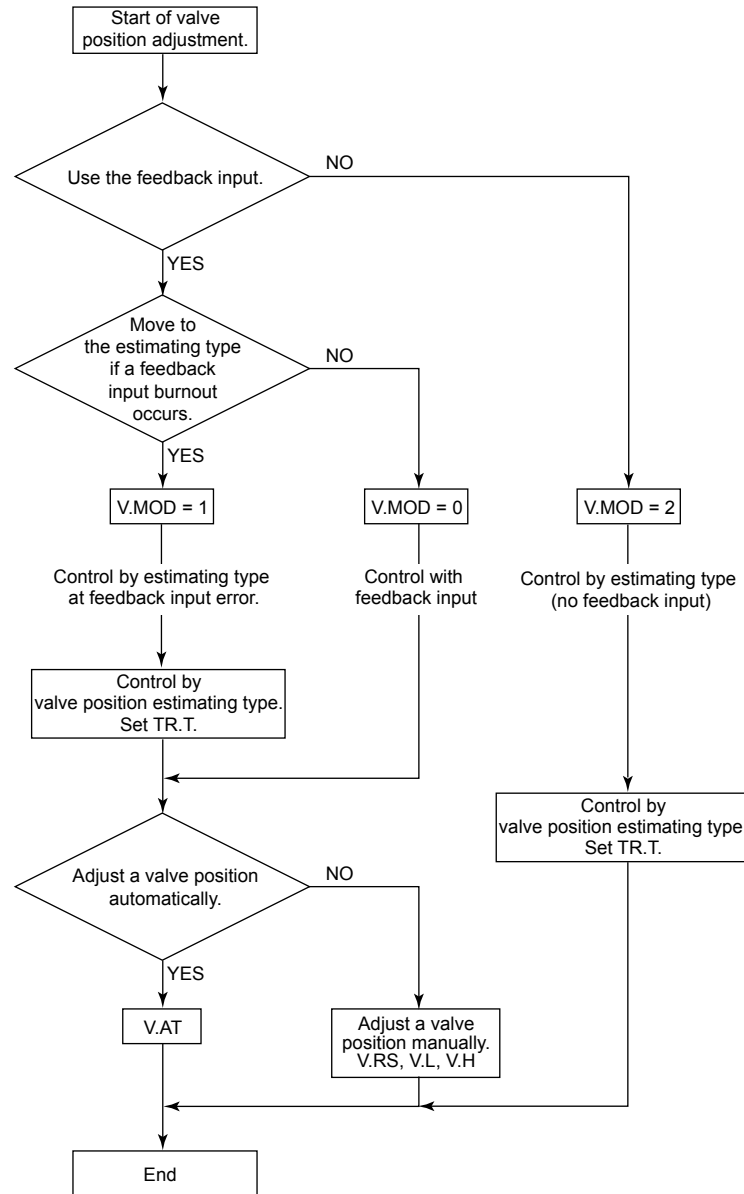 Start of valve
position adjustment.
Use the feedback input.
NO
YES
Move to
the estimating type
if a feedback
input burnout
occurs.
NO
YES
V.MOD = 1
V.MOD = 0
V.MOD = 2
Control by estimating type
at feedback input error.
Control with
feedback input
Control by estimating type
(no feedback input)
Control by
valve position estimating type.
Set TR.T.
Control by
valve position estimating type
Set TR.T.
Adjust a valve position
automatically.
NO
YES
V.AT
Adjust a valve
position manually.
V.RS, V.L, V.H
End